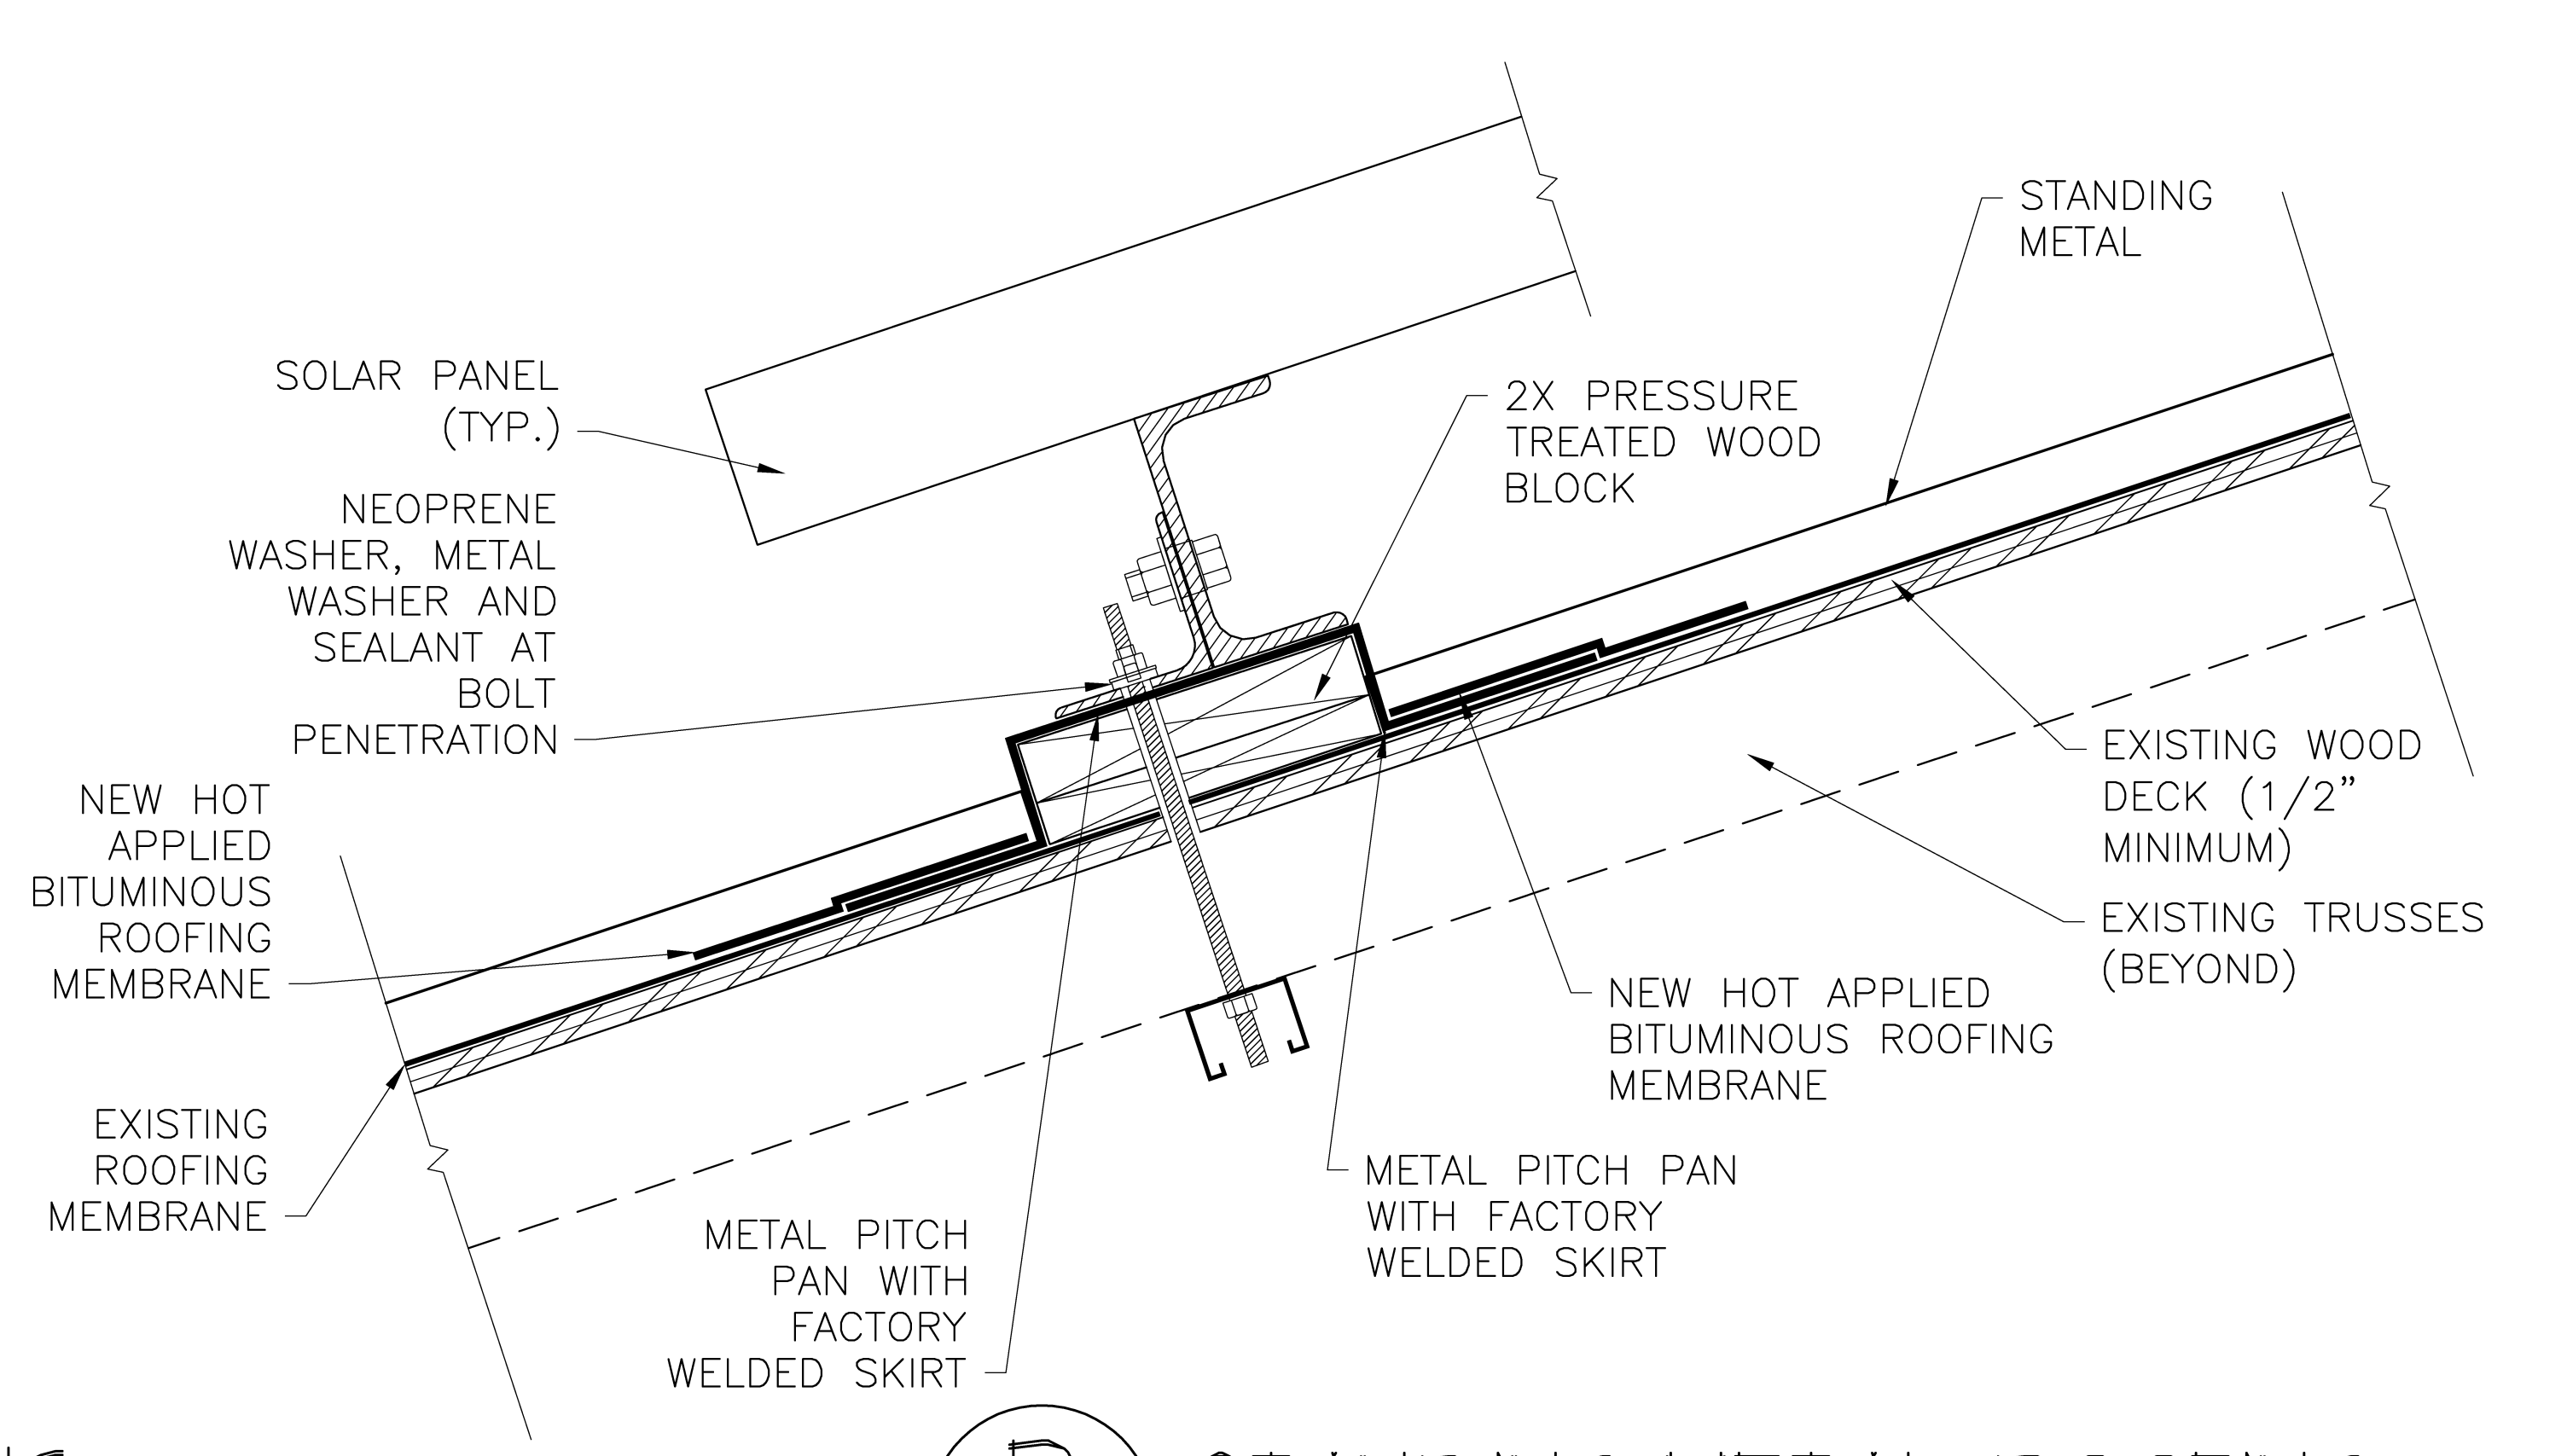 STANDING
METAL
SOLAR PANEL
(TYP.)
2X PRESSURE
TREATED WOOD
BLOCK
NEOPRENE
WASHER, METAL
WASHER AND
SEALANT AT
BOLT
PENETRATION
NEW HOT
APPLIED
BITUMINOUS
ROOFING
MEMBRANE
EXISTING WOOD
DECK (1/2”
MINIMUM)
EXISTING TRUSSES
(BEYOND)
NEW HOT APPLIED
BITUMINOUS ROOFING
MEMBRANE
EXISTING
ROOFING
MEMBRANE
METAL PITCH PAN
WITH FACTORY
WELDED SKIRT
METAL PITCH
PAN WITH
FACTORY
WELDED SKIRT